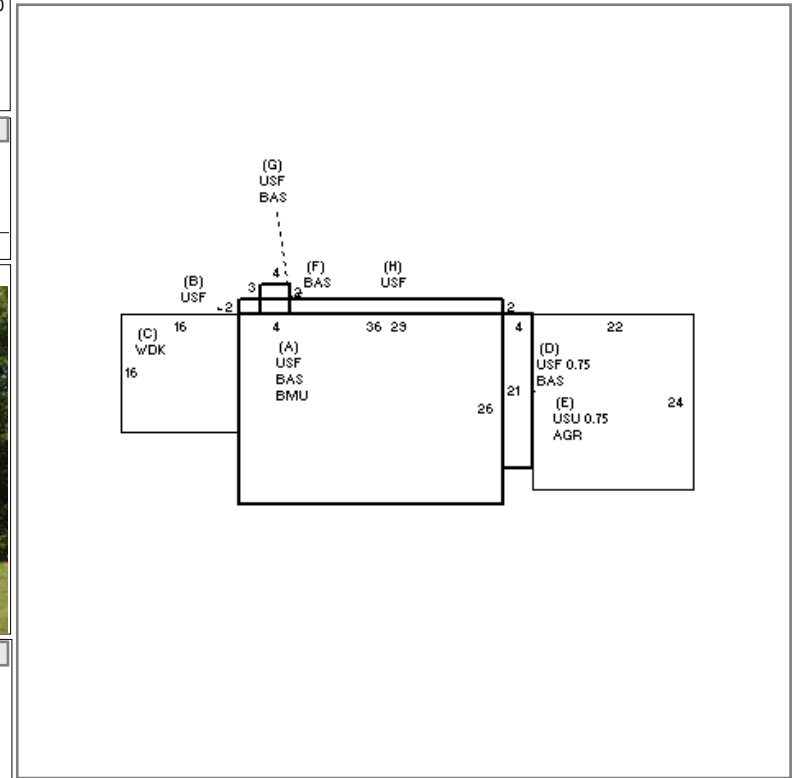 (G)
USF
BAS
4
3
2
(F)
BAS
(H)
USF
(B)
USF
2
2
16
(C)
WDK
16
4
36 29
(A)
USF
BAS
BMU
26
4
21
22
(D)
USF 0.75
BAS
(E)
USU 0.75
AGR
24